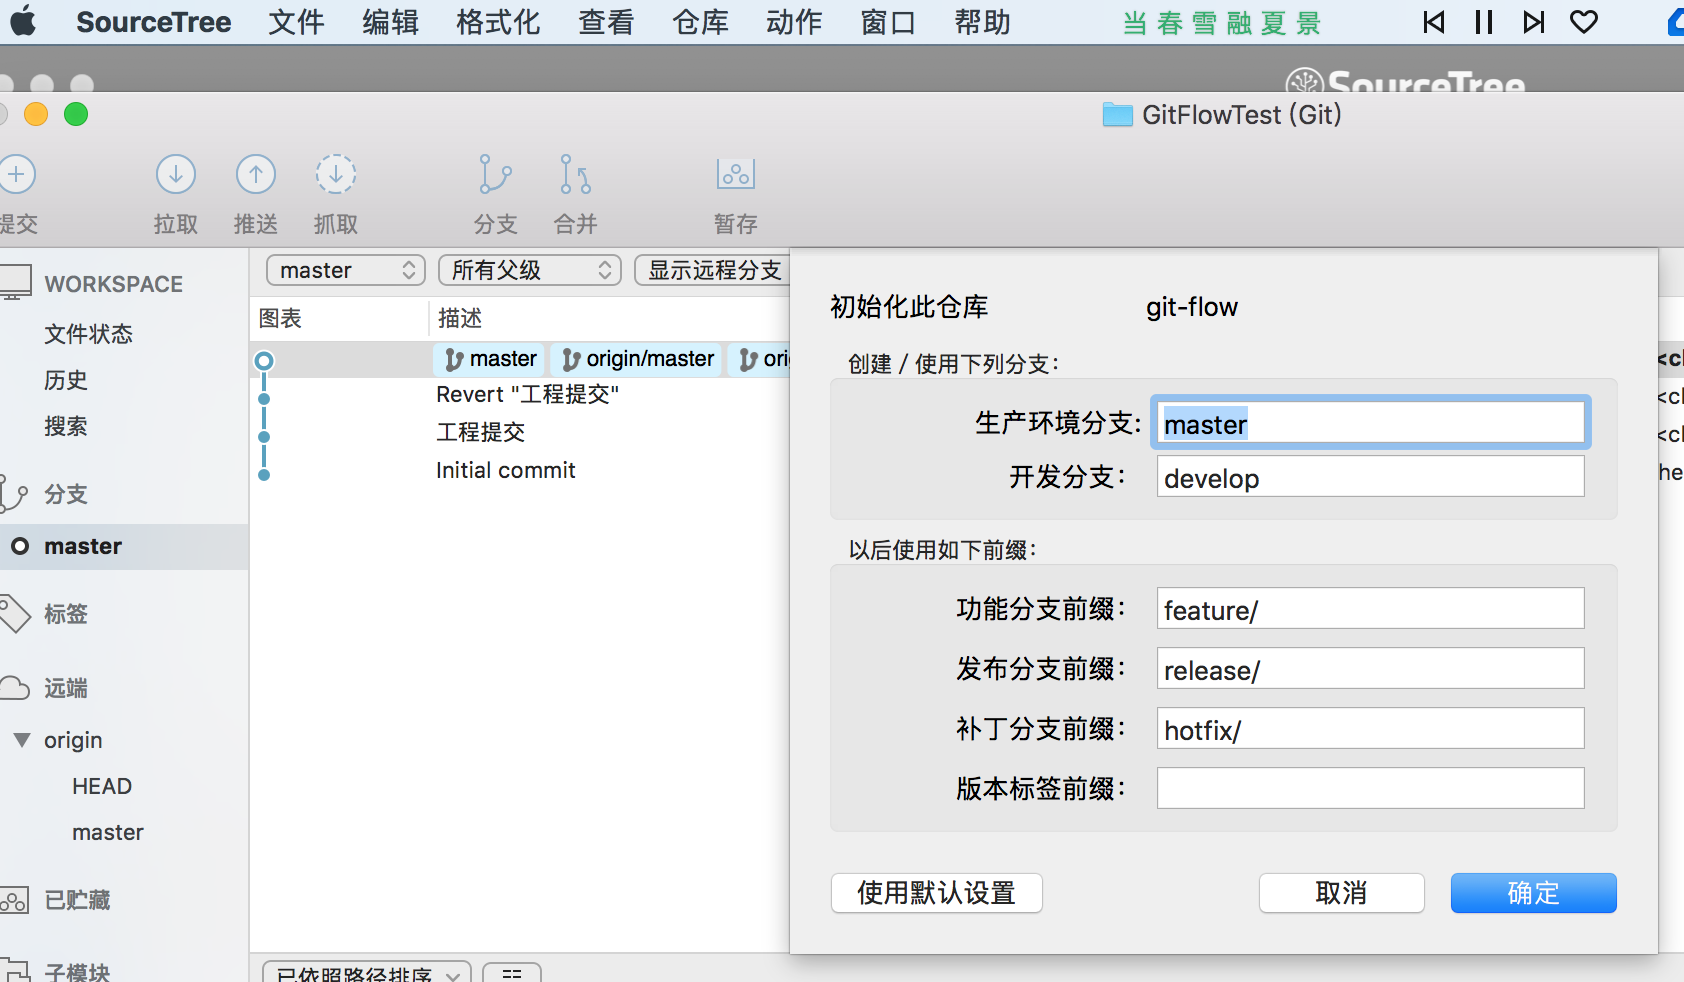 SourceTree 文件 编辑 格式化 查看 仓库 动作 窗口 帮助 当春雪融夏景
SourceTree
GitFlowTest (Git)
提交 拉取 推送 抓取 分支 合并 暂存
WORKSPACE
文件状态
历史
搜索
分支
master
标签
远端
origin
HEAD
master
已贮藏
子模块
master 所有父级 显示远程分支
图表 描述
master origin/master ori
Revert "工程提交"
工程提交
Initial commit
已依照路径排序
初始化此仓库 git-flow
创建 / 使用下列分支：
生产环境分支: master
开发分支： develop
以后使用如下前缀：
功能分支前缀： feature/
发布分支前缀： release/
补丁分支前缀： hotfix/
版本标签前缀：
使用默认设置 取消 确定
<cl
<cl
<cl
he